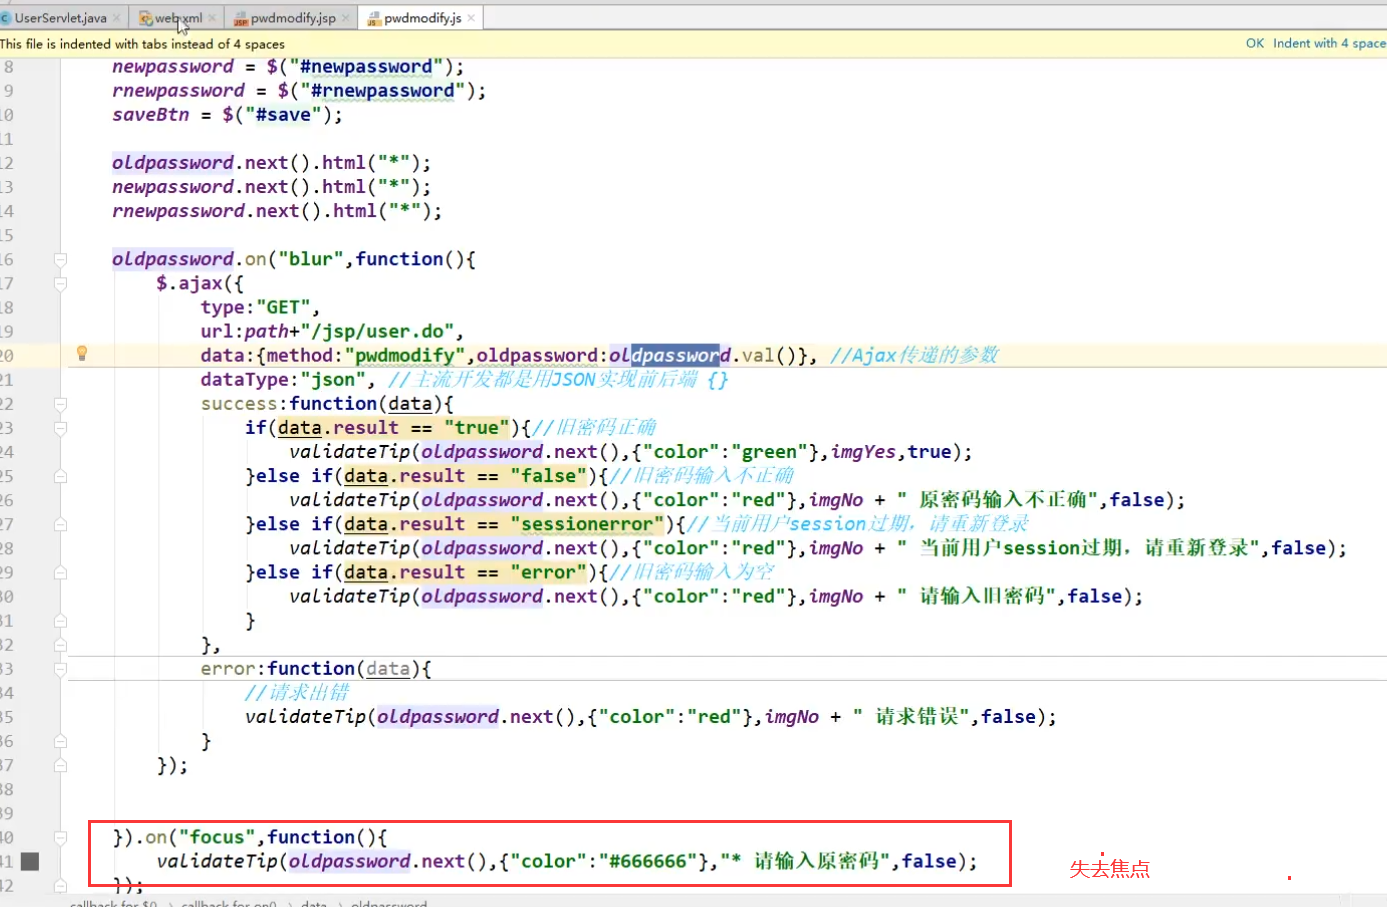 UserServlet.java × web.xml × pwdmodify.jsp × pwdmodify.js ×
This file is indented with tabs instead of 4 spaces OK Indent with 4 space
8 newpassword = $("#newpassword");
9 rnewpassword = $("#rnewpassword");
10 saveBtn = $("#save");
11
12 oldpassword.next().html("*");
13 newpassword.next().html("*");
14 rnewpassword.next().html("*");
15
16 oldpassword.on("blur",function(){
17 $.ajax({
18 type:"GET",
19 url:path+"/jsp/user.do",
20 data:{method:"pwdmodify",oldpassword:oldpassword.val()}, //Ajax传递的参数
21 dataType:"json", //主流开发都是用JSON实现前后端 {}
22 success:function(data){
23 if(data.result == "true"){//旧密码正确
24 validateTip(oldpassword.next(),{"color":"green"},imgYes,true);
25 }else if(data.result == "false"){//旧密码输入不正确
26 validateTip(oldpassword.next(),{"color":"red"},imgNo + " 原密码输入不正确",false);
27 }else if(data.result == "sessionerror"){//当前用户session过期，请重新登录
28 validateTip(oldpassword.next(),{"color":"red"},imgNo + " 当前用户session过期，请重新登录",false);
29 }else if(data.result == "error"){//旧密码输入为空
30 validateTip(oldpassword.next(),{"color":"red"},imgNo + " 请输入旧密码",false);
31 }
32 },
33 error:function(data){
34 //请求出错
35 validateTip(oldpassword.next(),{"color":"red"},imgNo + " 请求错误",false);
36 }
37 });
38
39
40 }).on("focus",function(){
41 validateTip(oldpassword.next(),{"color":"#666666"},"* 请输入原密码",false);
42 });
失去焦点
callback for $() › callback for on() › data › oldpassword